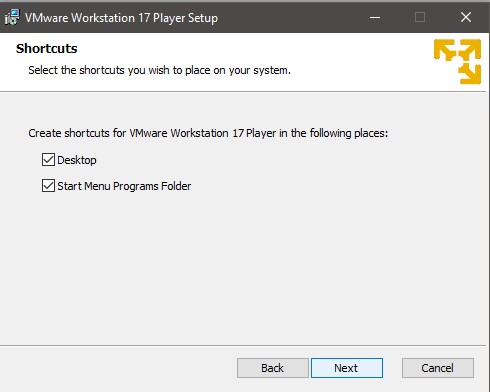 VMware Workstation 17 Player Setup
Shortcuts
Select the shortcuts you wish to place on your system.
Create shortcuts for VMware Workstation 17 Player in the following places:
Desktop
Start Menu Programs Folder
Back Next Cancel